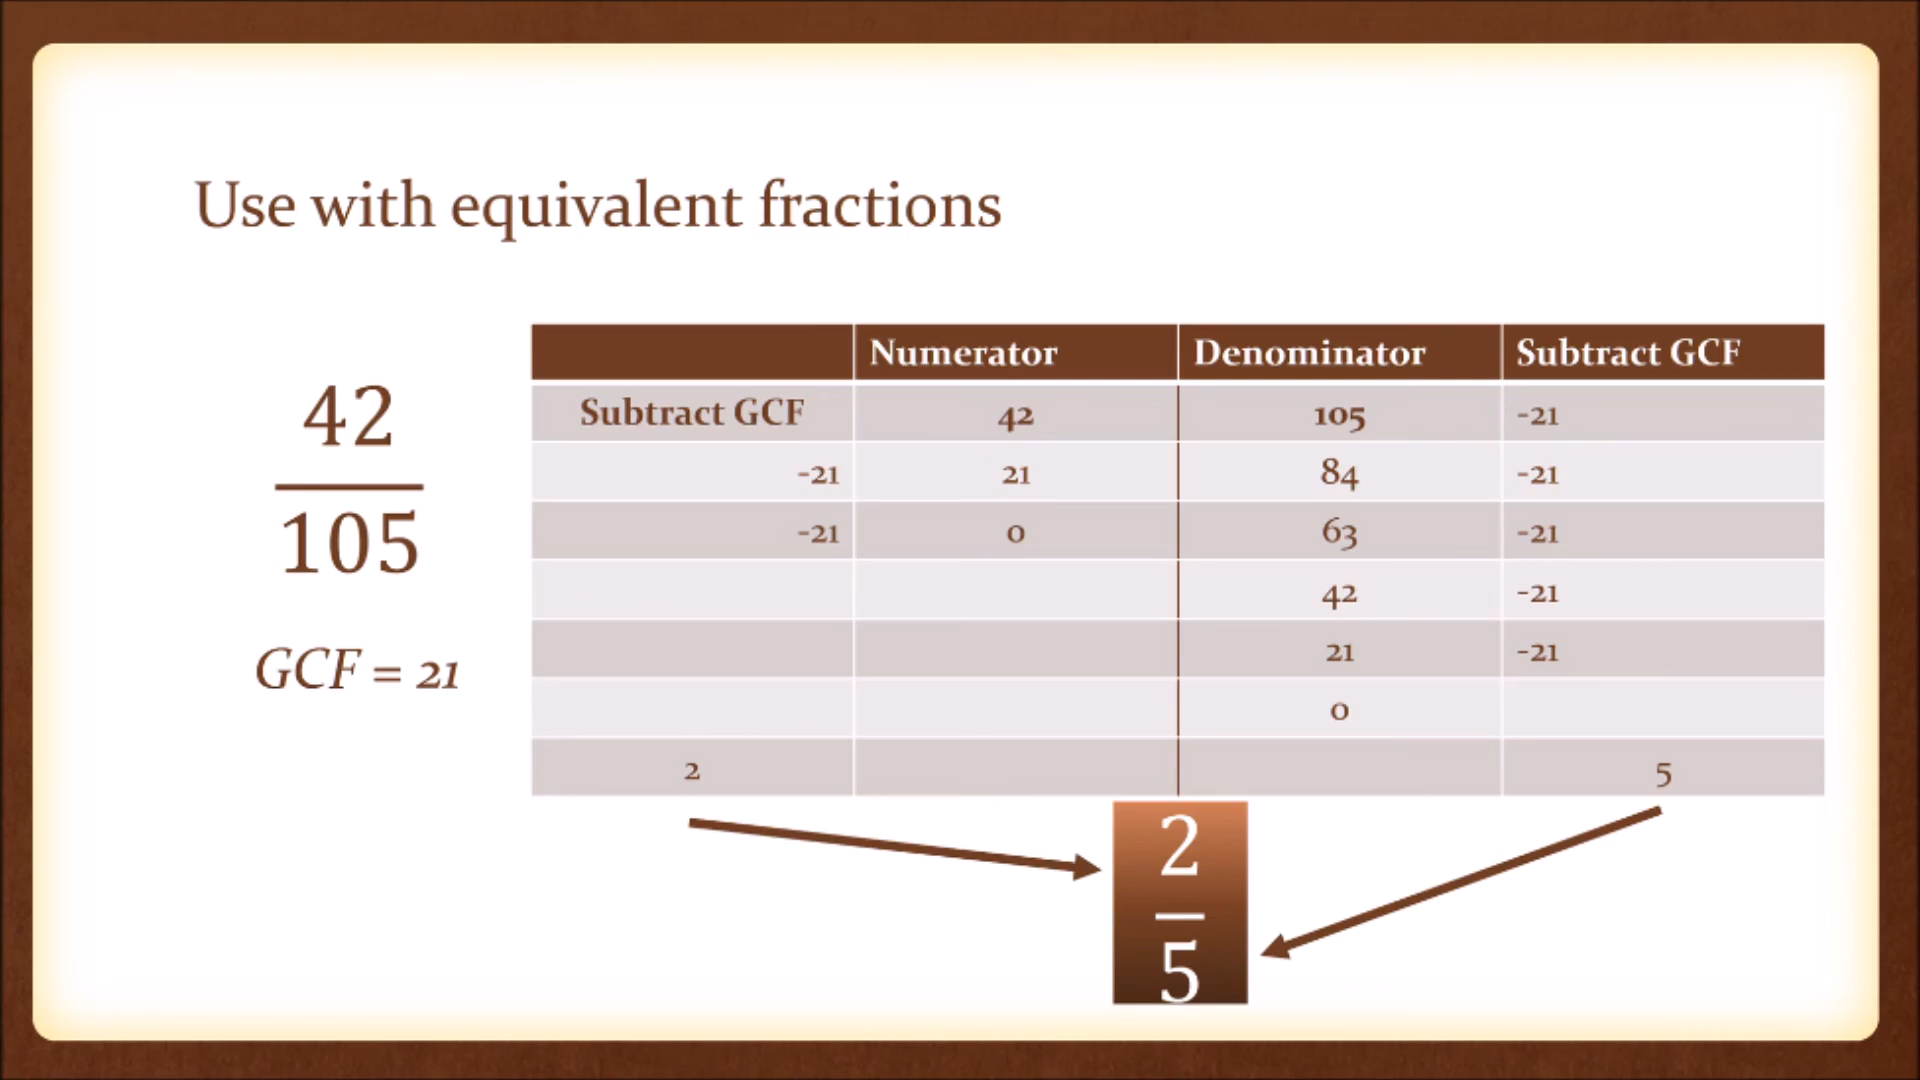 Use with equivalent fractions
42
105
GCF = 21
Numerator Denominator Subtract GCF
Subtract GCF 42 105 -21
-21 21 84 -21
-21 0 63 -21
42 -21
21 -21
0
2 5
2
5